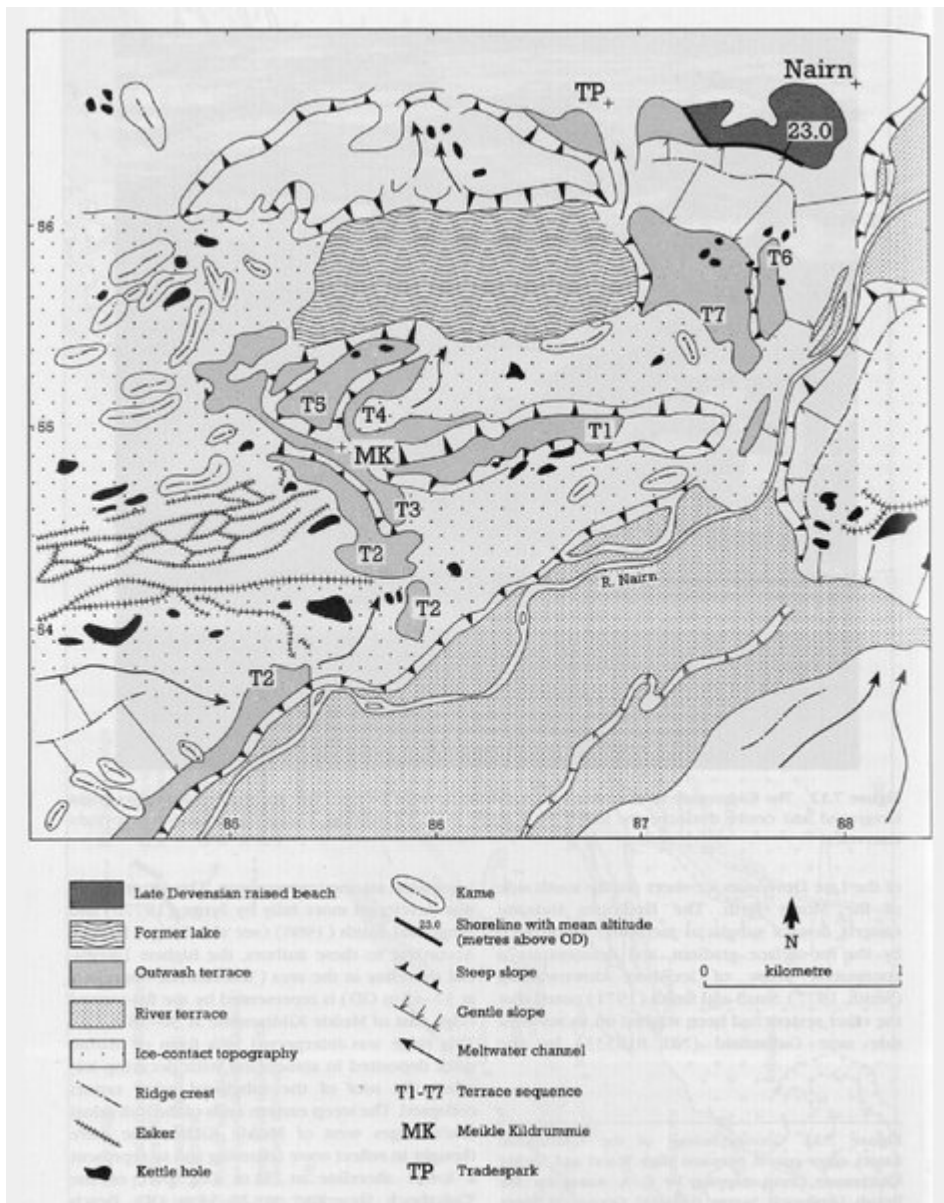 Nairn
TP
23.0
56
T6
T7
T5
T4
55
T1
MK
T3
T2
R. Nairn
T2
54
T2
85
86
87
88
Late Devensian raised beach
Former lake
Outwash terrace
River terrace
Ice-contact topography
Ridge crest
Esker
Kettle hole
Kame
23.0
Shoreline with mean altitude
(metres above OD)
Steep slope
Gentle slope
Meltwater channel
T1-T7 Terrace sequence
MK Meikle Kildrummie
TP Tradespark
N
0 kilometre 1